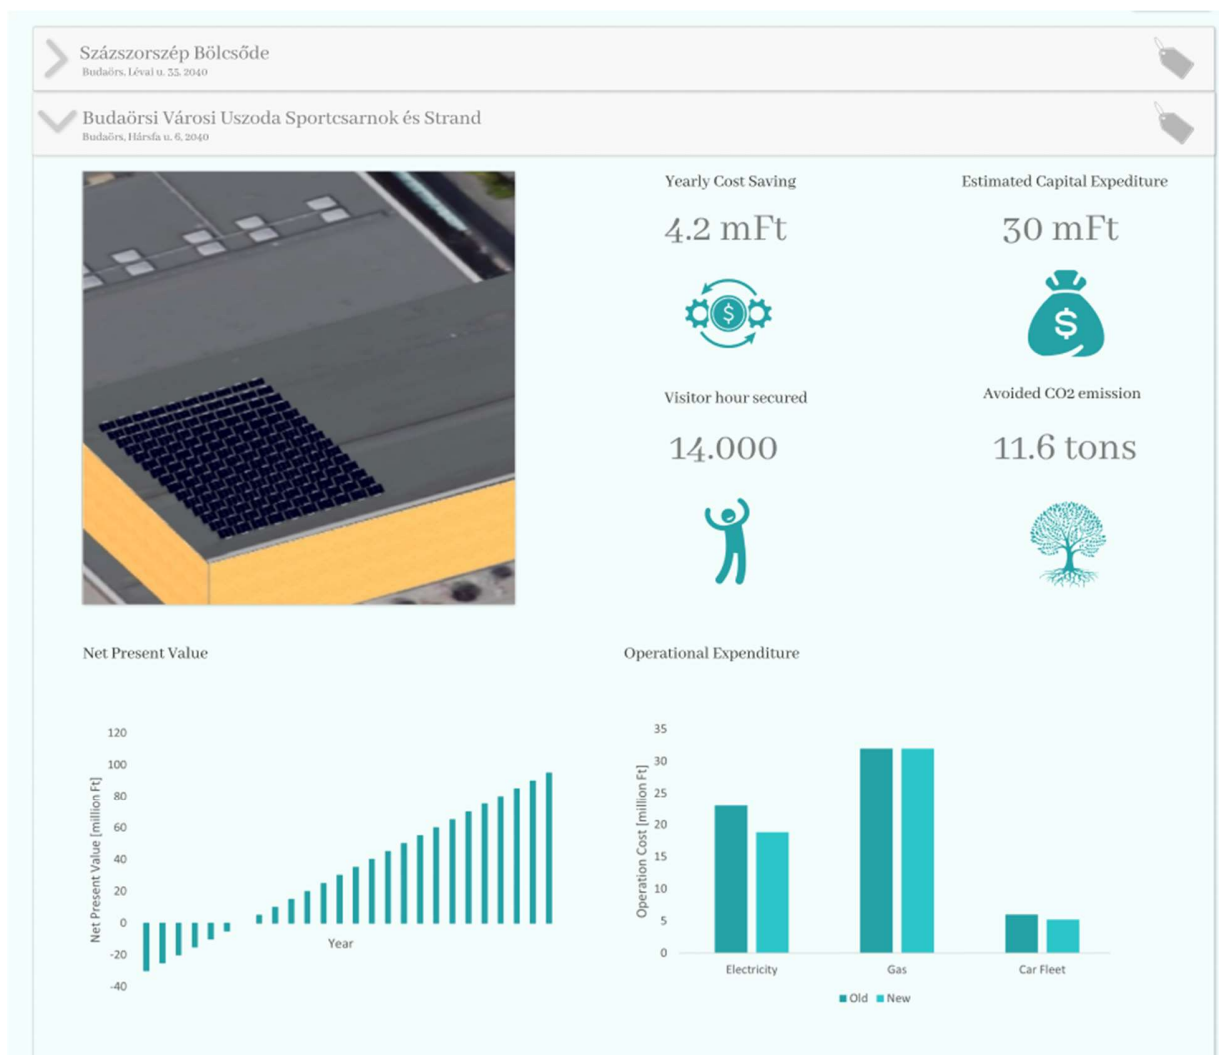 Százszorszép Bölcsőde
Budaörs, Lévai u. 35, 2040
Budaörsi Városi Uszoda Sportcsarnok és Strand
Budaörs, Hársfa u. 6, 2040
Yearly Cost Saving
4.2 mFt
Estimated Capital Expediture
30 mFt
$
$
Visitor hour secured
14.000
Avoided CO2 emission
11.6 tons
Net Present Value
Net Present Value [million Ft]
120
100
80
60
40
20
0
-20
-40
Year
Operational Expenditure
Operation Cost [million Ft]
35
30
25
20
15
10
5
0
Electricity
Gas
Car Fleet
Old
New